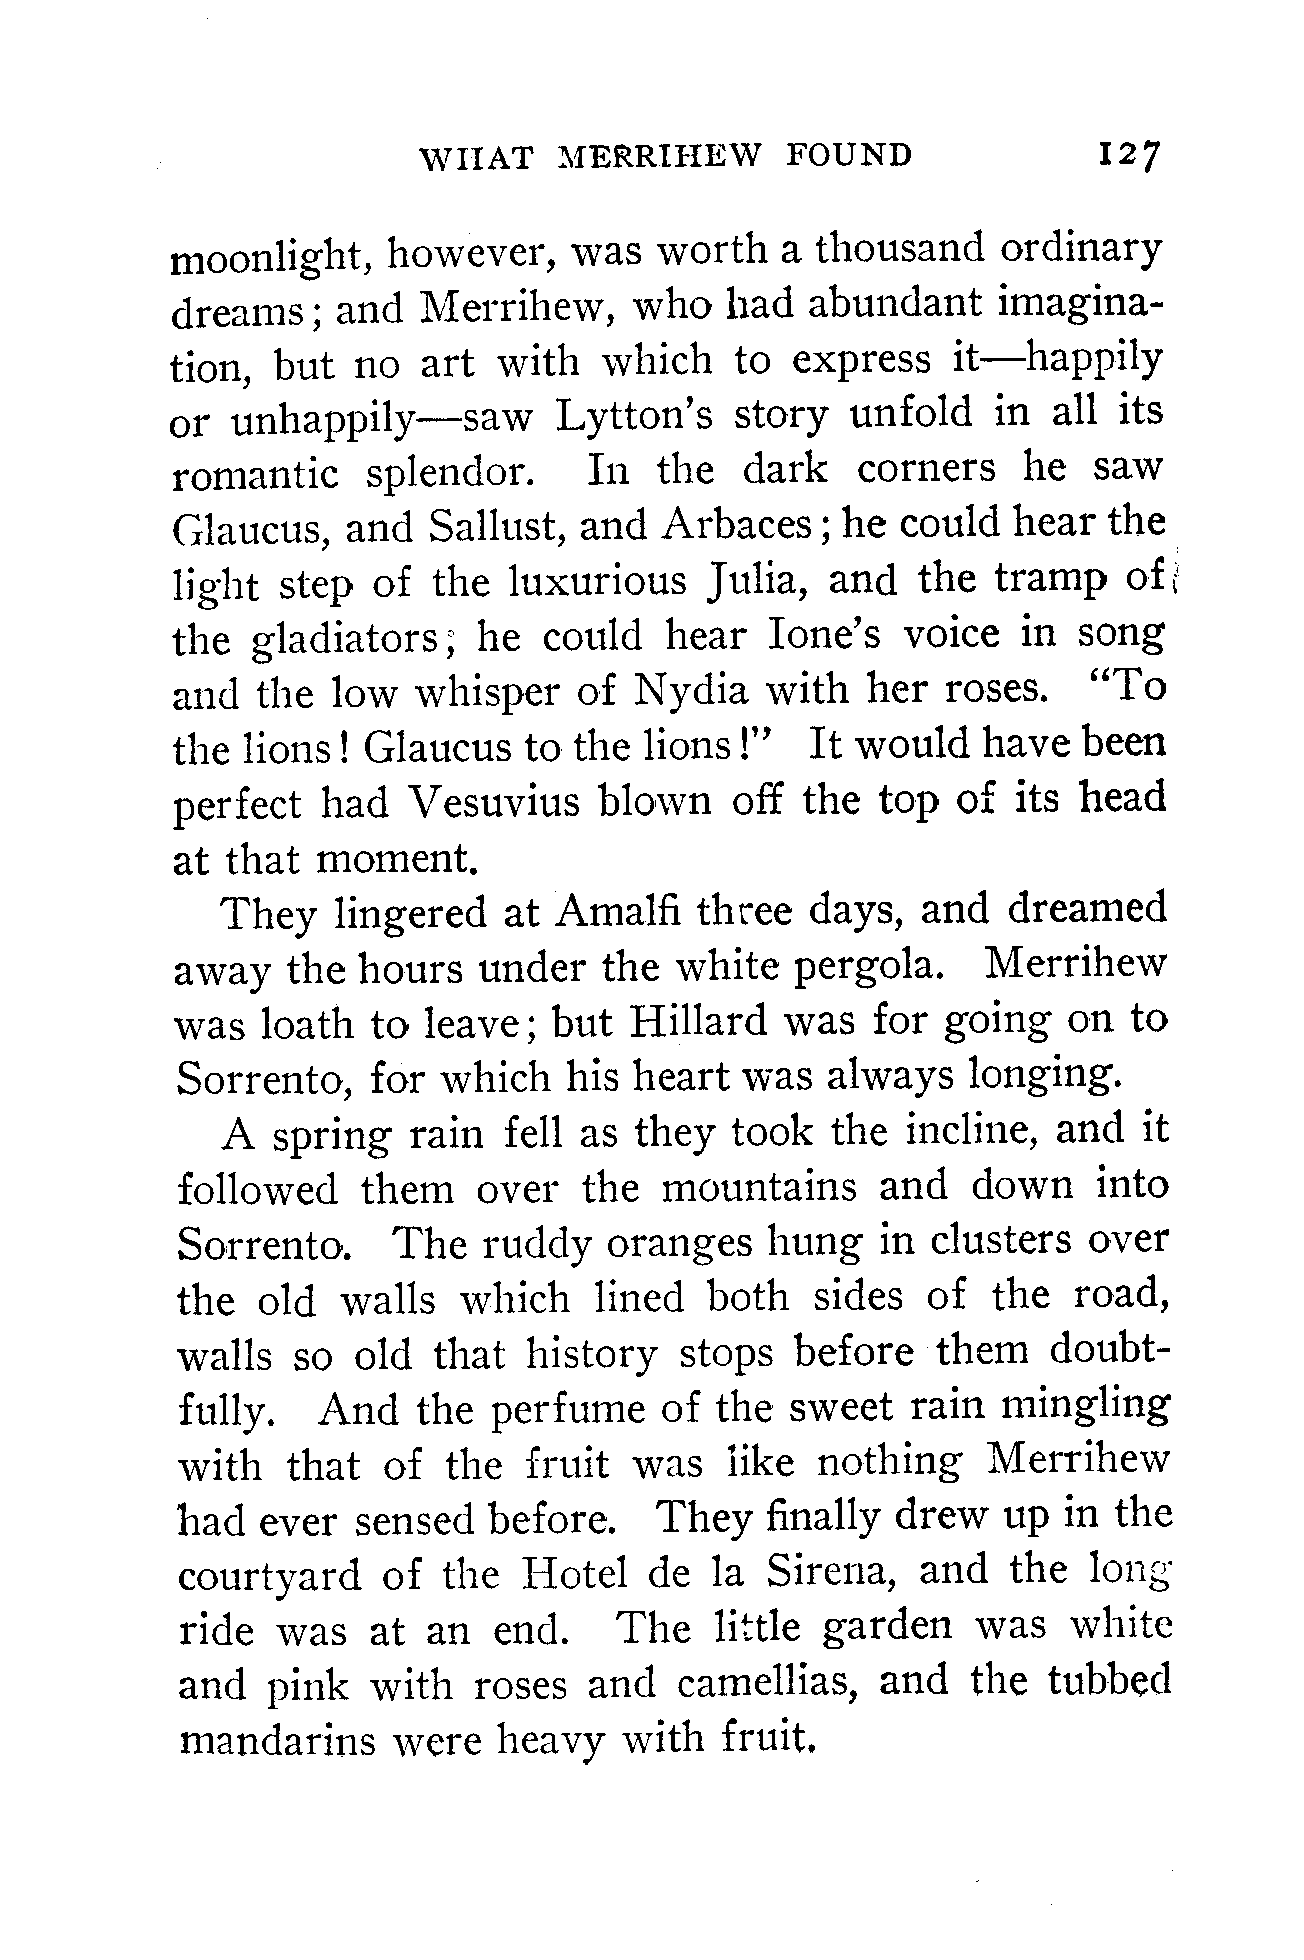 WHAT MERRIHEW FOUND 127
moonlight, however, was worth a thousand ordinary
dreams; and Merrihew, who had abundant imagina-
tion, but no art with which to express it—happily
or unhappily—saw Lytton's story unfold in all its
romantic splendor. In the dark corners he saw
Glaucus, and Sallust, and Arbaces; he could hear the
light step of the luxurious Julia, and the tramp of
the gladiators; he could hear Ione's voice in song
and the low whisper of Nydia with her roses. "To
the lions! Glaucus to the lions!" It would have been
perfect had Vesuvius blown off the top of its head
at that moment.
They lingered at Amalfi three days, and dreamed
away the hours under the white pergola. Merrihew
was loath to leave; but Hillard was for going on to
Sorrento, for which his heart was always longing.
A spring rain fell as they took the incline, and it
followed them over the mountains and down into
Sorrento. The ruddy oranges hung in clusters over
the old walls which lined both sides of the road,
walls so old that history stops before them doubt-
fully. And the perfume of the sweet rain mingling
with that of the fruit was like nothing Merrihew
had ever sensed before. They finally drew up in the
courtyard of the Hotel de la Sirena, and the long
ride was at an end. The little garden was white
and pink with roses and camellias, and the tubbed
mandarins were heavy with fruit.